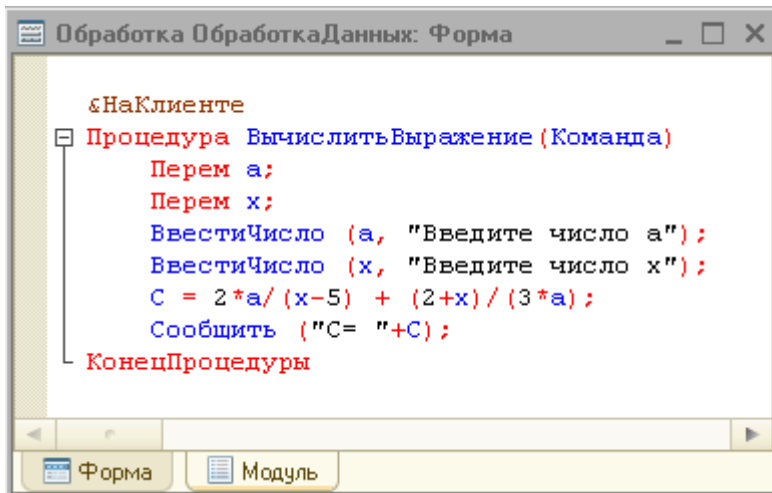 Обработка ОбработкаДанных: Форма
&НаКлиенте
Процедура ВычислитьВыражение(Команда)
Перем а;
Перем х;
ВвестиЧисло (а, "Введите число а");
ВвестиЧисло (х, "Введите число х");
С = 2*а/(х-5) + (2+х)/(3*а);
Сообщить ("С= "+С);
КонецПроцедуры
Форма
Модуль